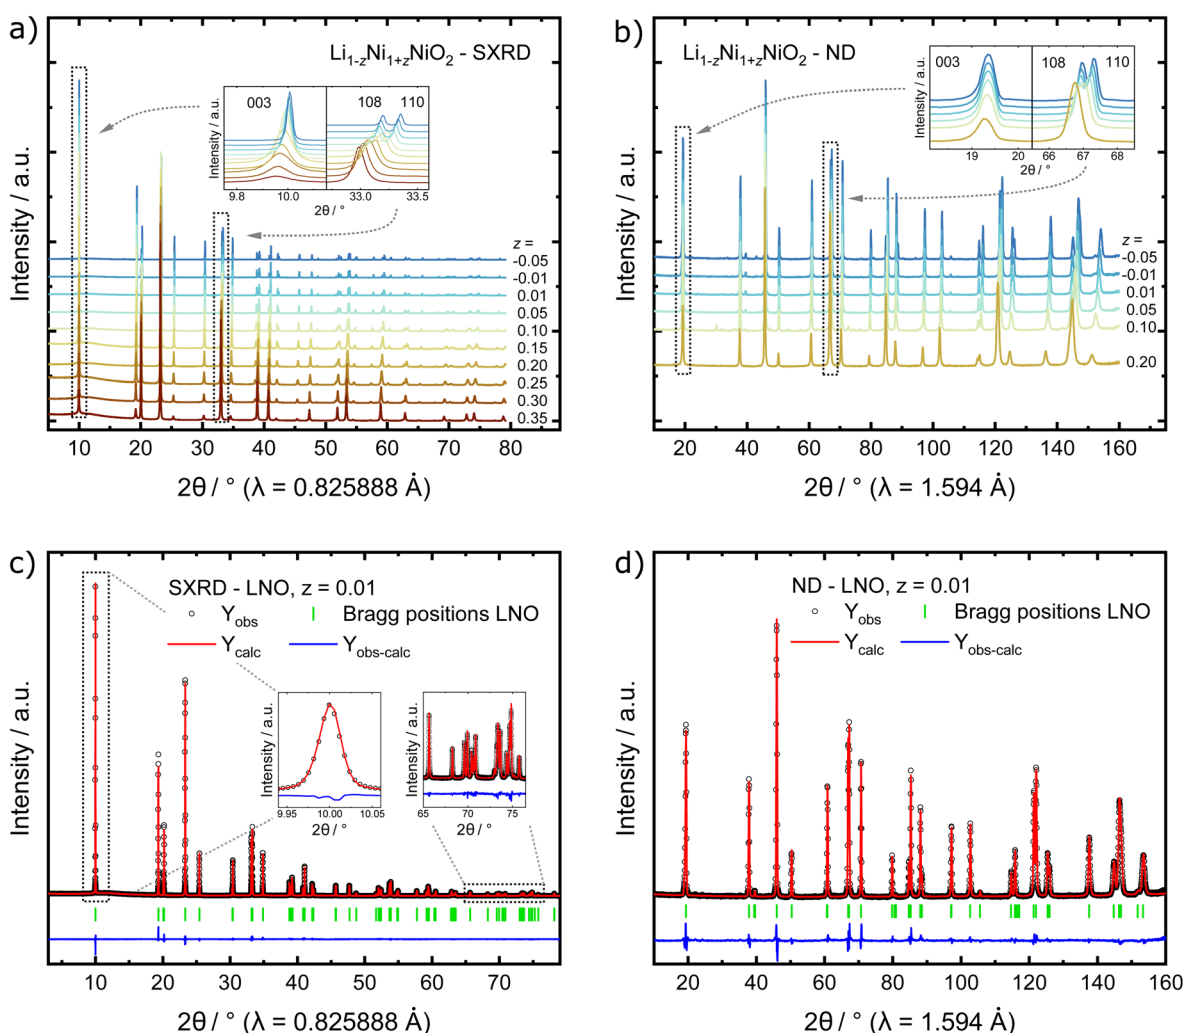 a)
Li1-zNi1+zNiO2 - SXRD
003
108 110
Intensity / a.u.
9.8 10.0 33.0 33.5
2θ / °
z =
-0.05
-0.01
0.01
0.05
0.10
0.15
0.20
0.25
0.30
0.35
Intensity / a.u.
10 20 30 40 50 60 70 80
2θ / ° (λ = 0.825888 Å)
b)
Li1-zNi1+zNiO2 - ND
003
108 110
Intensity / a.u.
19 20 66 67 68
2θ / °
z =
-0.05
-0.01
0.01
0.05
0.10
0.20
Intensity / a.u.
20 40 60 80 100 120 140 160
2θ / ° (λ = 1.594 Å)
c)
SXRD - LNO, z = 0.01
Yobs
Bragg positions LNO
Ycalc
Yobs-calc
Intensity / a.u.
9.95 10.00 10.05
2θ / °
Intensity / a.u.
65 70 75
2θ / °
Intensity / a.u.
10 20 30 40 50 60 70
2θ / ° (λ = 0.825888 Å)
d)
ND - LNO, z = 0.01
Yobs
Bragg positions LNO
Ycalc
Yobs-calc
Intensity / a.u.
20 40 60 80 100 120 140 160
2θ / ° (λ = 1.594 Å)